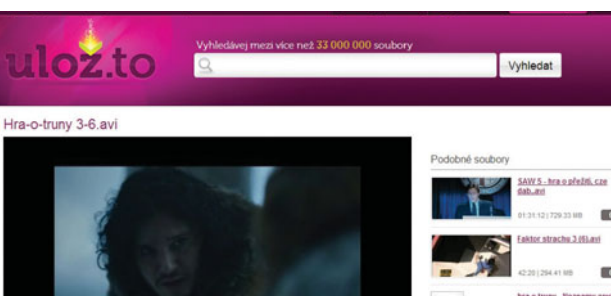 uloz.to
Vyhledávej mezi více než 33 000 000 soubory
Vyhledat
Hra-o-truny 3-6.avi
Podobné soubory
SAW 5 - hra o přežití, cze
dab..avi
01:31:12 | 729.33 MB
Faktor strachu 3 (6).avi
42:20 | 294.41 MB